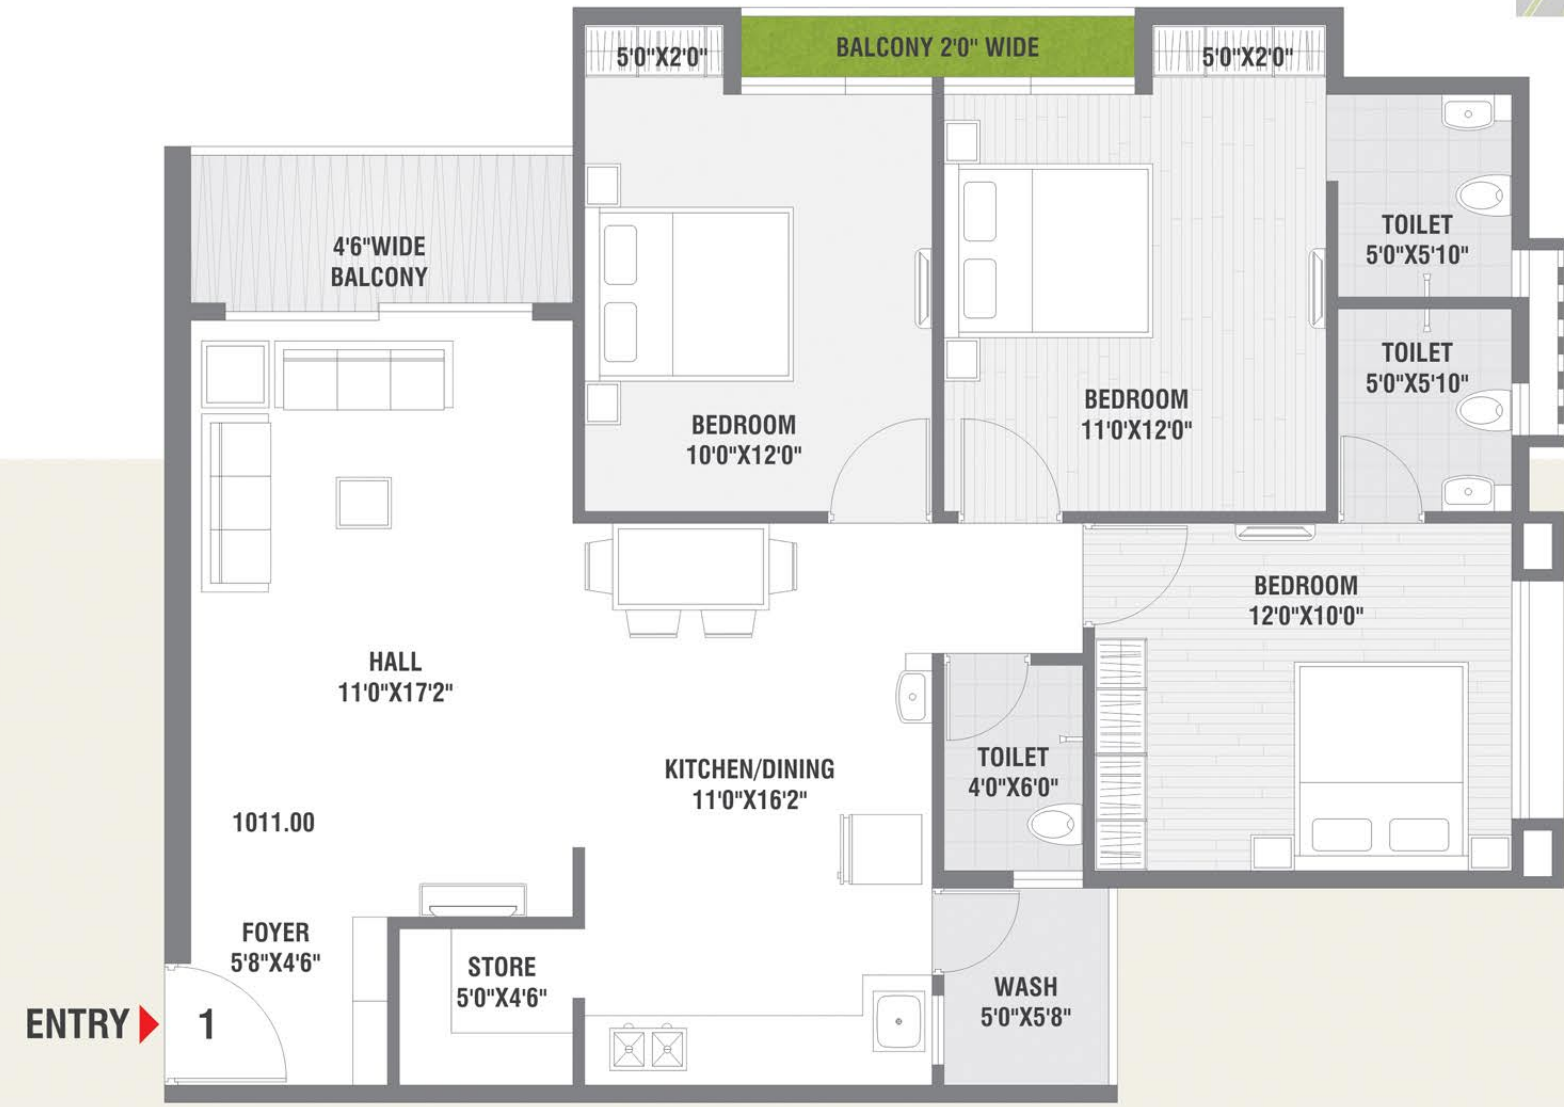 5'0"X2'0"
BALCONY 2'0" WIDE
5'0"X2'0"
4'6"WIDE
BALCONY
TOILET
5'0"X5'10"
TOILET
5'0"X5'10"
BEDROOM
10'0"X12'0"
BEDROOM
11'0'X12'0"
BEDROOM
12'0"X10'0"
HALL
11'0"X17'2"
KITCHEN/DINING
11'0"X16'2"
TOILET
4'0"X6'0"
1011.00
FOYER
5'8"X4'6"
STORE
5'0"X4'6"
WASH
5'0"X5'8"
ENTRY
1